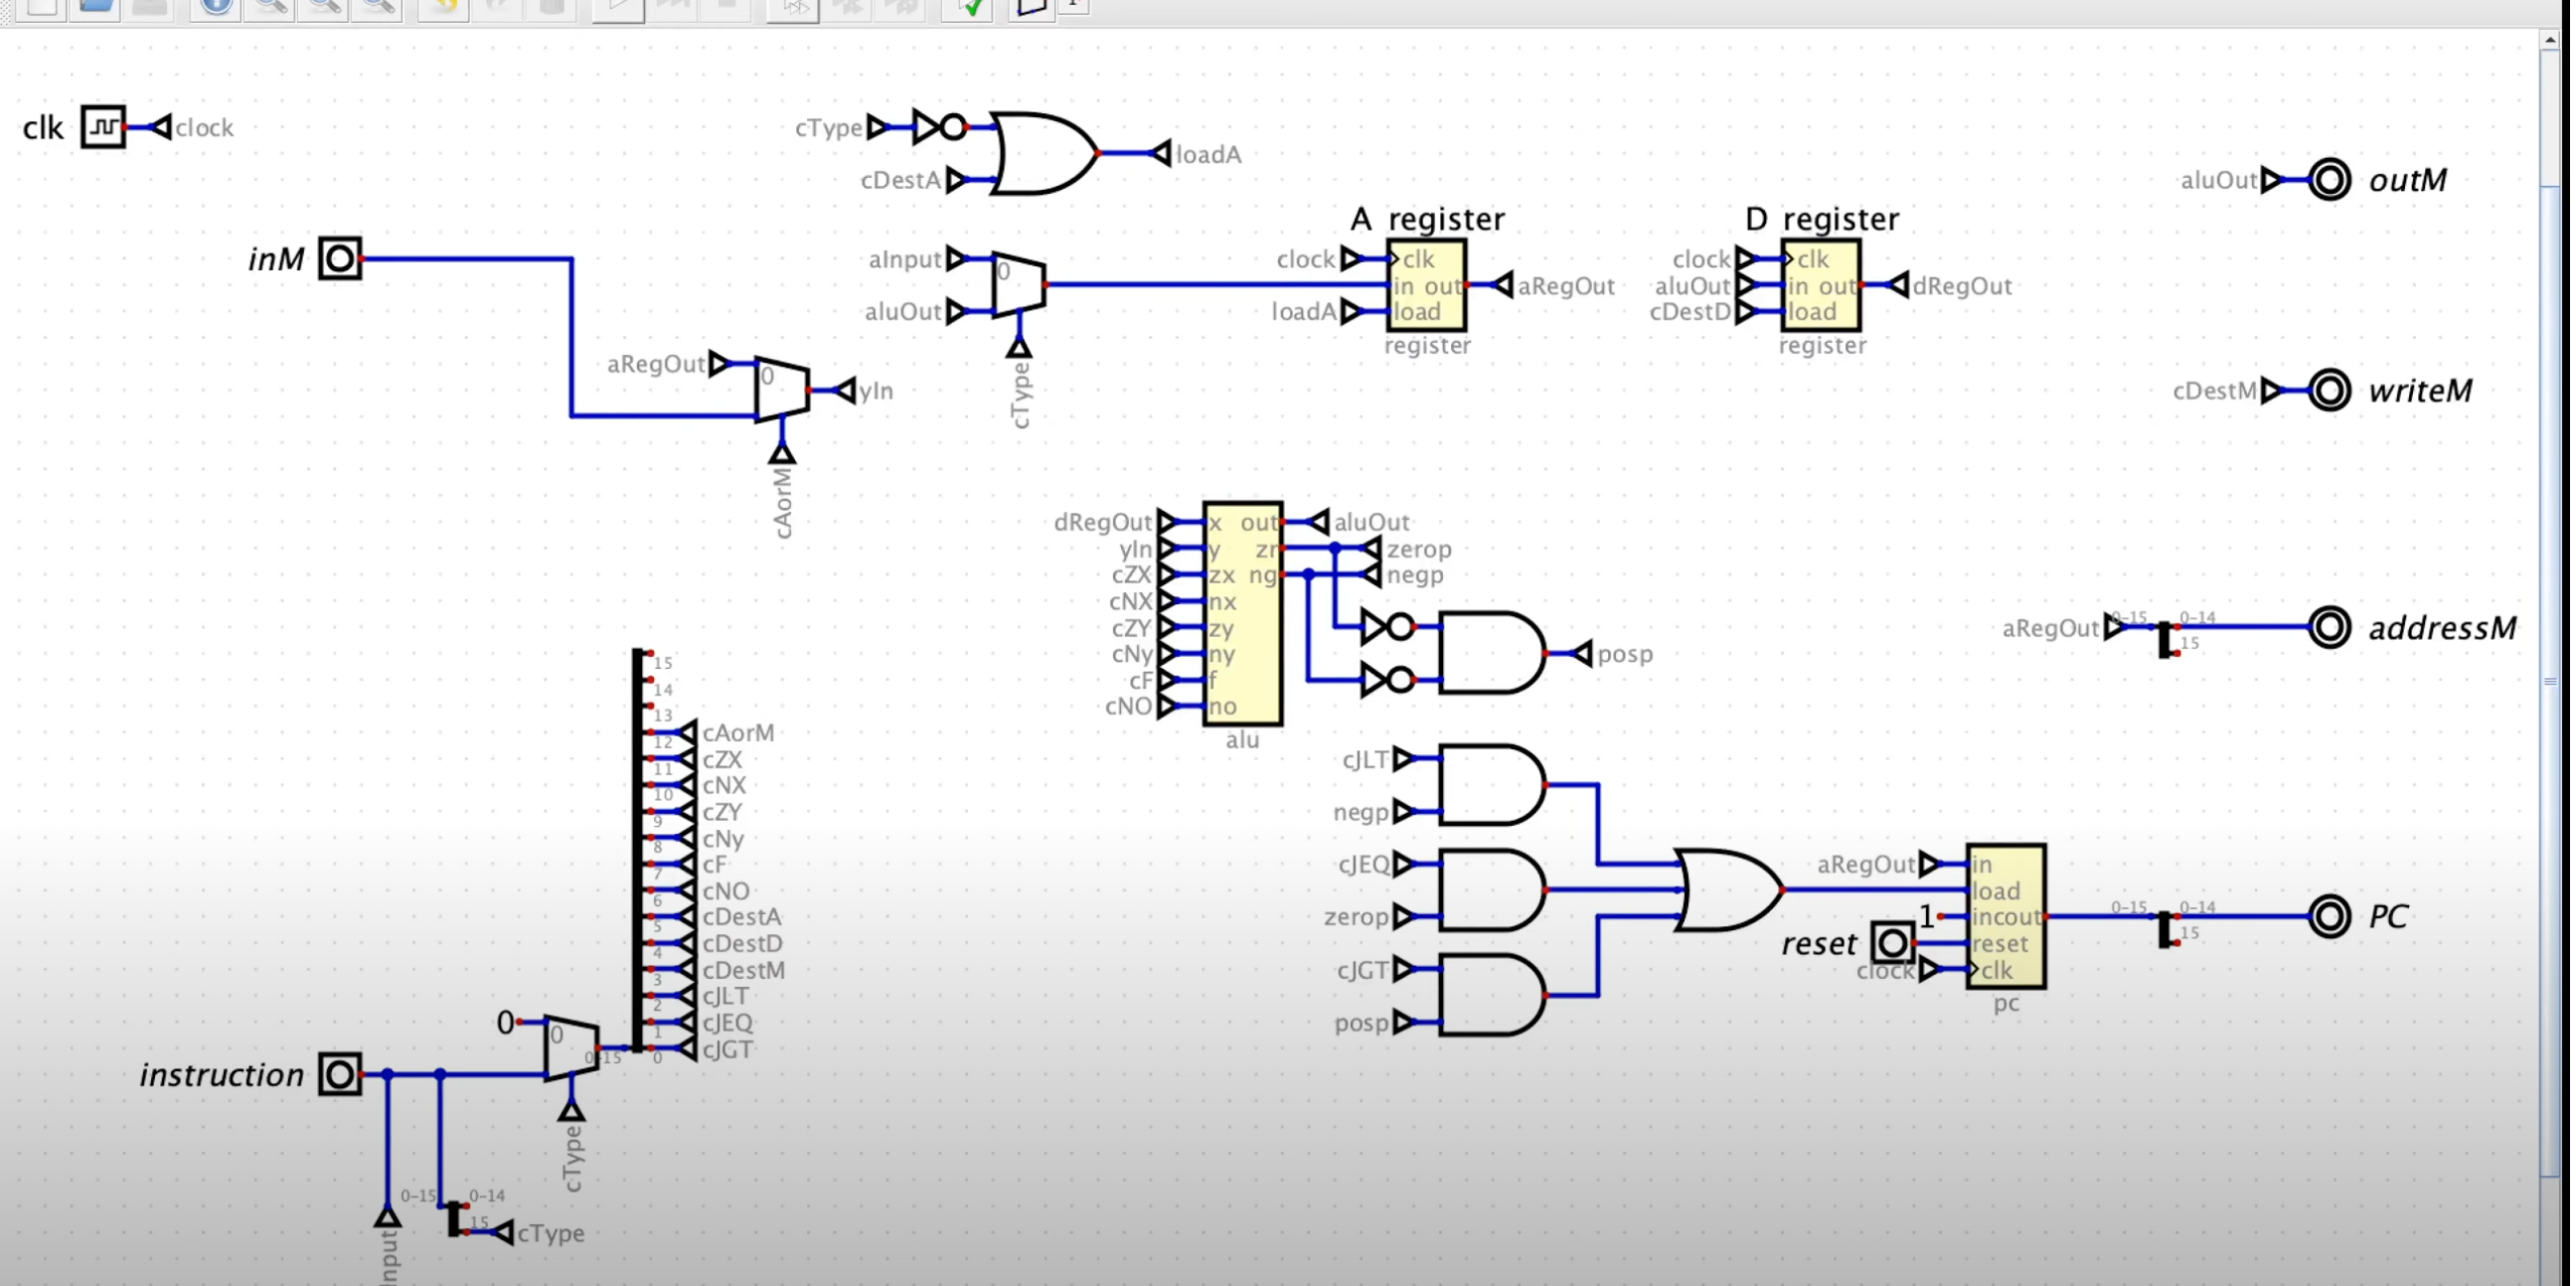 clk clock
cType
cDestA
loadA
inM
aInput
aluOut
0
cType
aRegOut
0
yIn
cAorM
A register
clock
clk
in out
loadA
load
aRegOut
register
D register
clock
clk
aluOut
in out
cDestD
load
dRegOut
register
aluOut outM
cDestM writeM
aRegOut 0-15 0-14 addressM
15
dRegOut x out aluOut
yIn y zr zerop
cZX zx ng negp
cNX nx
cZY zy
cNy ny
cF f
cNO no
alu
posp
15
14
13
cAorM
12
cZX
11
cNX
10
cZY
9
cNy
8
cF
7
cNO
6
cDestA
5
cDestD
4
cDestM
3
cJLT
2
cJEQ
1
cJGT
0
0
0
0-15
instruction
cType
0-15 0-14
15
cType
Input
cJLT
negp
cJEQ
zerop
cJGT
posp
aRegOut in
load
1 inc out
reset reset
clock clk
pc
0-15 0-14 PC
15